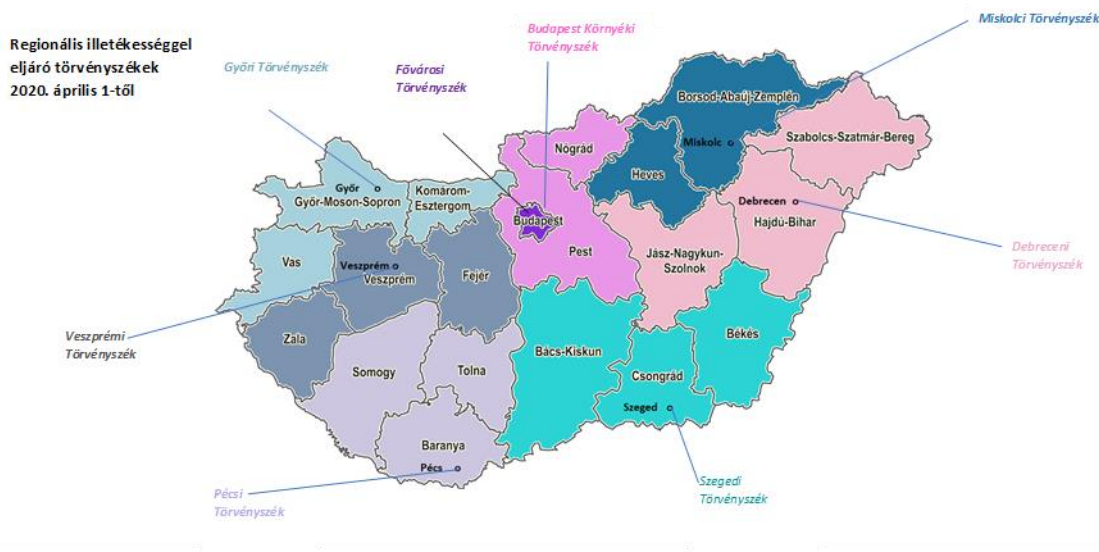 Regionális illetékességgel
eljáró törvényszékek
2020. április 1-től
Győri Törvényszék
Fővárosi
Törvényszék
Budapest Környéki
Törvényszék
Miskolci Törvényszék
Borsod-Abaúj-Zemplén
Szabolcs-Szatmár-Bereg
Nógrád
Miskolc
Heves
Győr
Győr-Moson-Sopron
Komárom-
Esztergom
Budapest
Debrecen
Hajdú-Bihar
Pest
Jász-Nagykun-
Szolnok
Debreceni
Törvényszék
Vas
Veszprém
Veszprém
Fejér
Veszprémi
Törvényszék
Zala
Somogy
Tolna
Bács-Kiskun
Békés
Csongrád
Szeged
Baranya
Pécs
Pécsi
Törvényszék
Szegedi
Törvényszék